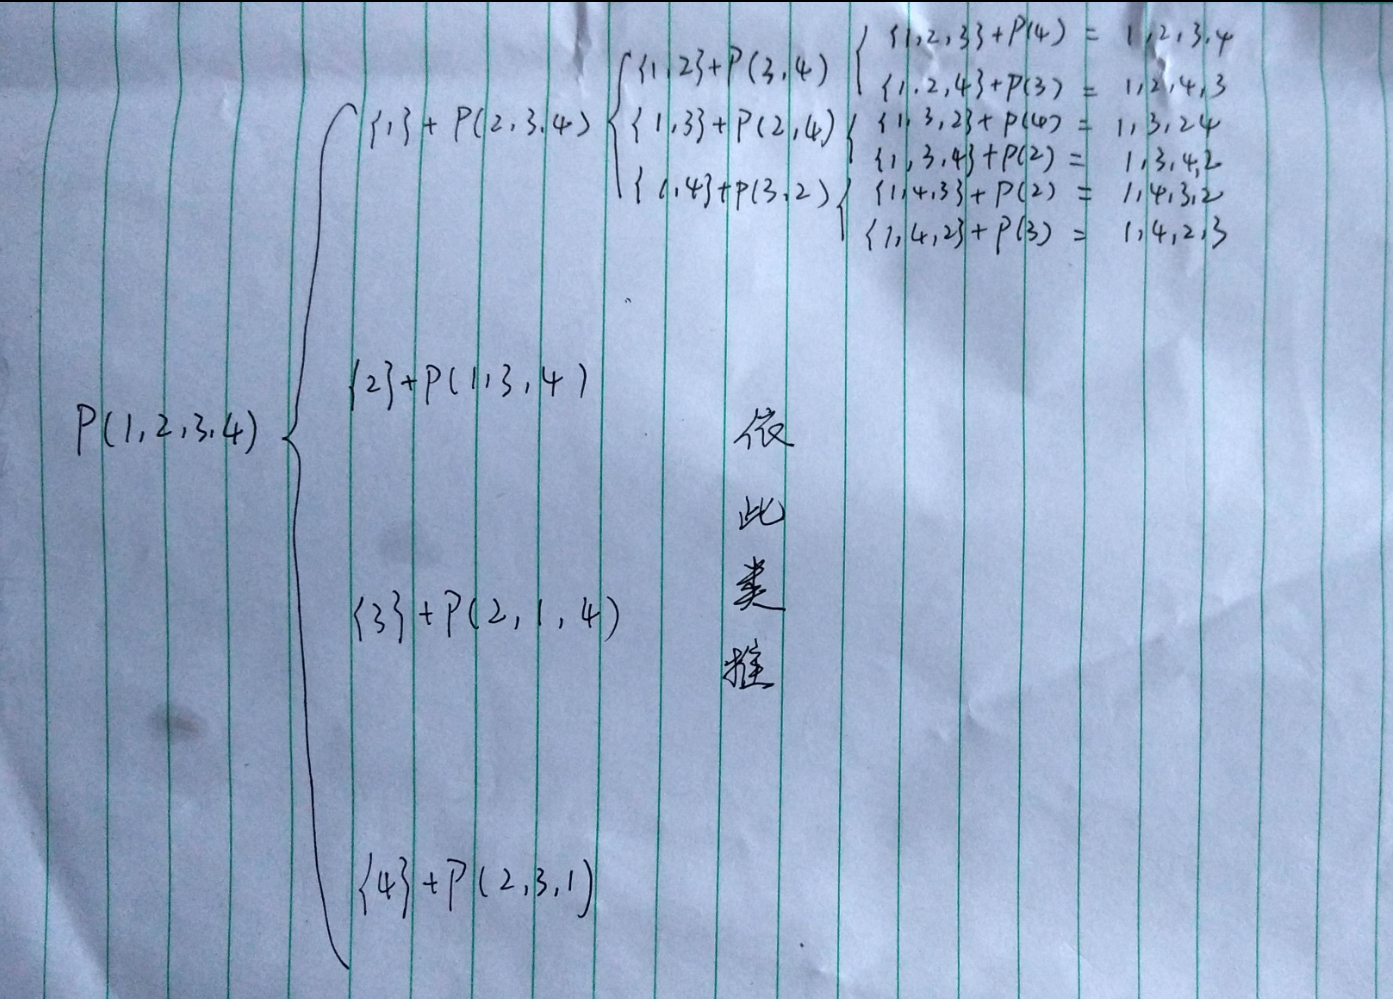 {1,2,3}+P(4) = 1,2,3,4
{1,2}+P(3,4)
{1,2,4}+P(3) = 1,2,4,3
{1}+P(2,3,4)
{1,3}+P(2,4)
{1,3,2}+P(4) = 1,3,24
{1,3,4}+P(2) = 1,3,4,2
{1,4}+P(3,2)
{1,4,3}+P(2) = 1,4,3,2
{1,4,2}+P(3) = 1,4,2,3
{2}+P(1,3,4)
P(1,2,3,4)
依
此
类
推
{3}+P(2,1,4)
{4}+P(2,3,1)